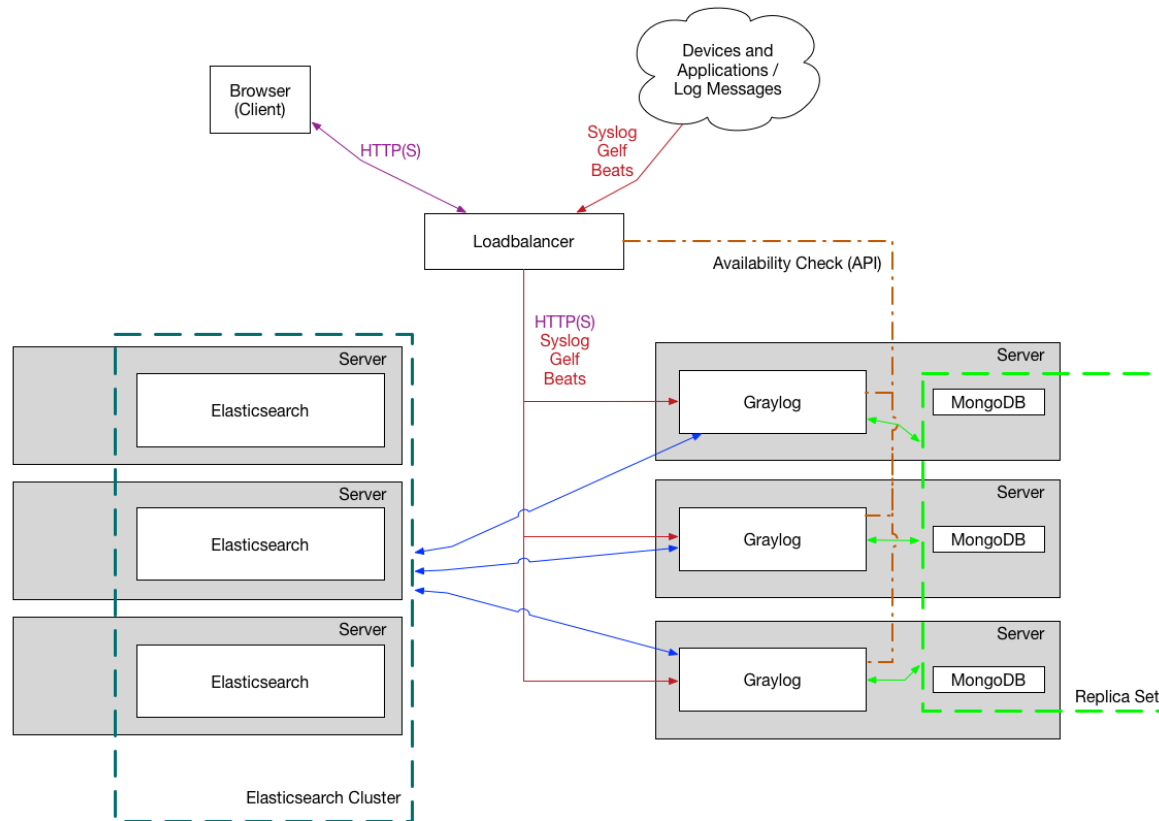 Devices and
Applications /
Log Messages
Browser
(Client)
HTTP(S)
Syslog
Gelf
Beats
Loadbalancer
Availability Check (API)
HTTP(S)
Syslog
Gelf
Beats
Server
Elasticsearch
Server
Elasticsearch
Server
Elasticsearch
Elasticsearch Cluster
Server
Graylog
MongoDB
Server
Graylog
MongoDB
Server
Graylog
MongoDB
Replica Set